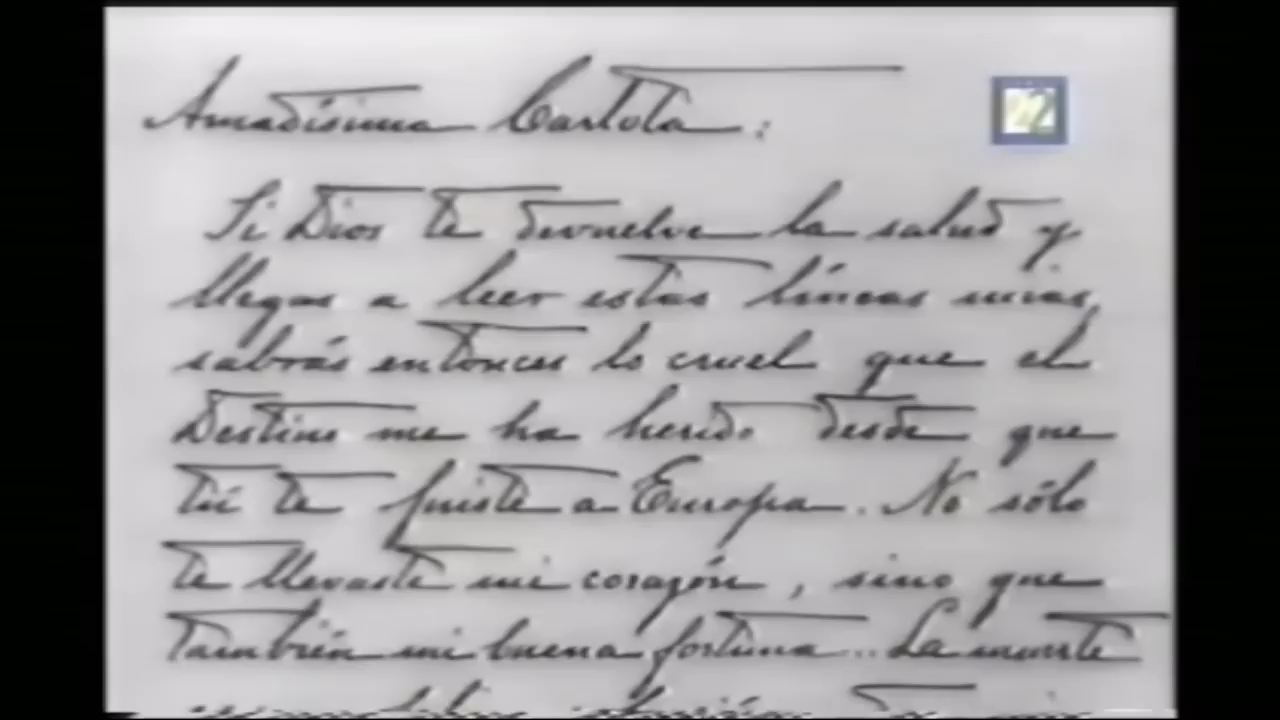 Amadísima Carlota:
Si Dios te devuelve la salud y
llegas a leer estas líneas mías,
sabrás entonces lo cruel que el
Destino me ha herido desde que
tú te fuiste a Europa. No sólo
te llevaste mi corazón, sino que
también mi buena fortuna.. La muerte